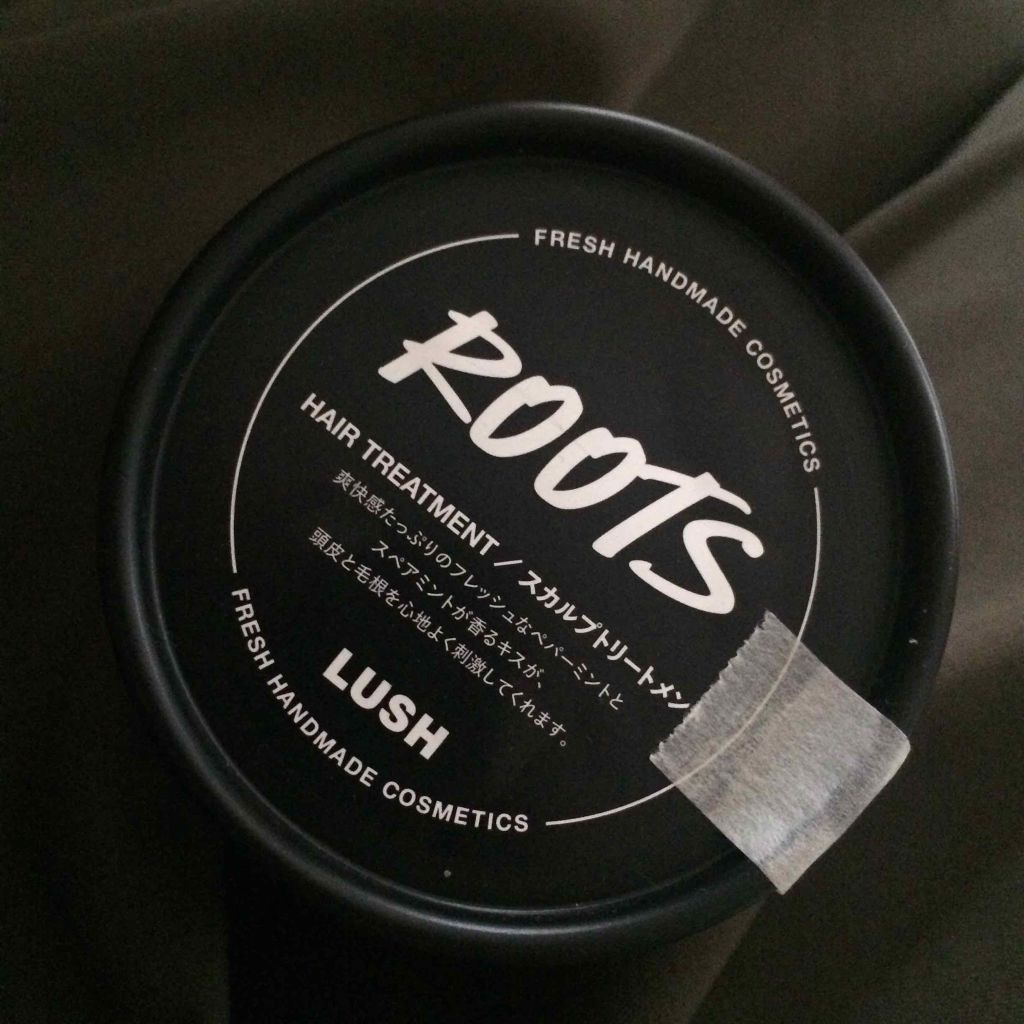 FRESH HANDMADE COSMETICS
ROOTS
HAIR TREATMENT / スカルプトリートメン
爽快感たっぷりのフレッシュなペパーミントと
スペアミントが香るキスが、
頭皮と毛根を心地よく刺激してくれます。
LUSH
FRESH HANDMADE COSMETICS